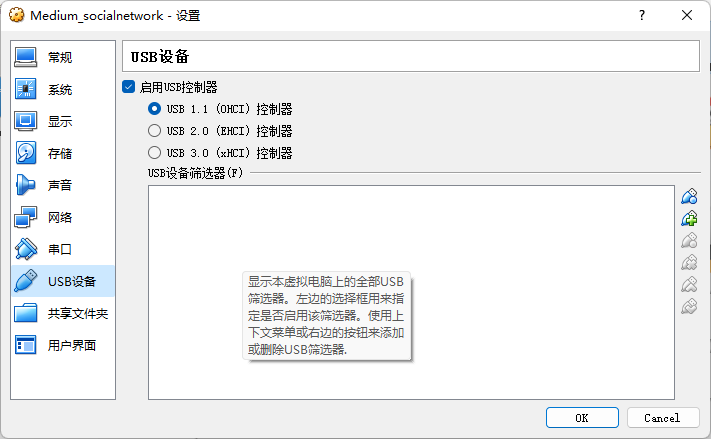 Medium_socialnetwork - 设置
常规
系统
显示
存储
声音
网络
串口
USB设备
共享文件夹
用户界面
USB设备
启用USB控制器
USB 1.1 (OHCI) 控制器
USB 2.0 (EHCI) 控制器
USB 3.0 (xHCI) 控制器
USB设备筛选器(F)
显示本虚拟电脑上的全部USB
筛选器。左边的选择框用来指
定是否启用该筛选器。使用上
下文菜单或右边的按钮来添加
或删除USB筛选器.
OK
Cancel